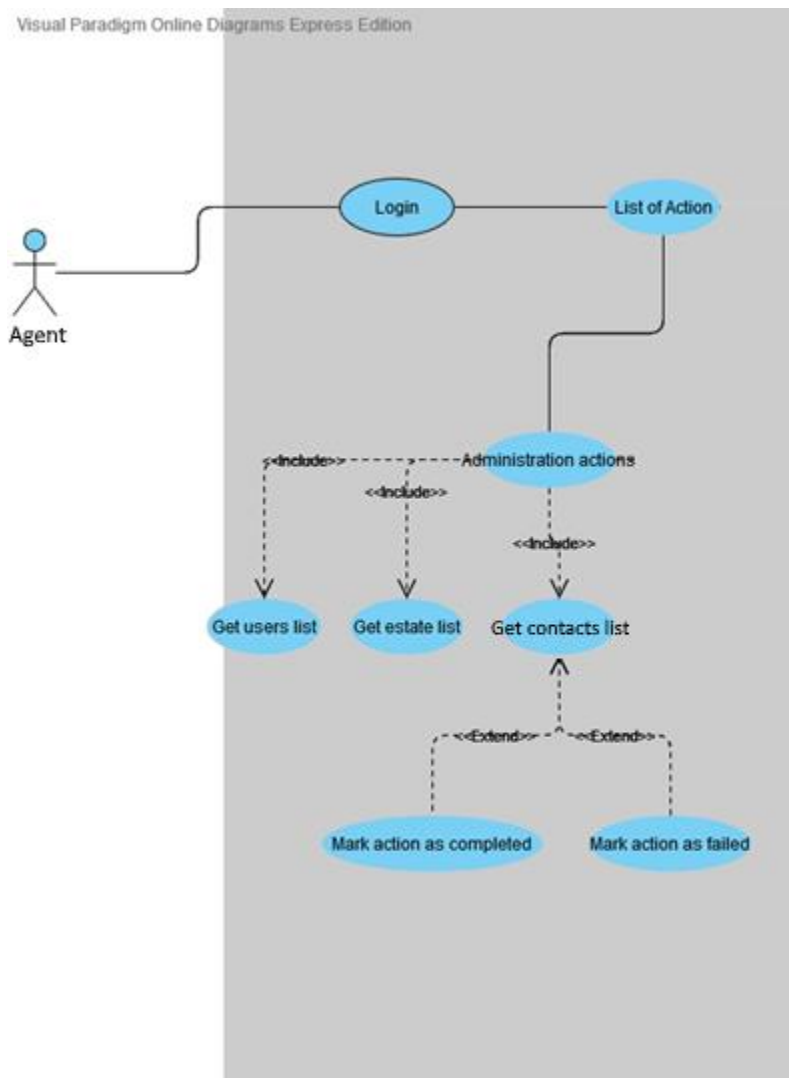 Visual Paradigm Online Diagrams Express Edition
Login
List of Action
Agent
Administration actions
<<Include>>
<<Include>>
<<Include>>
Get users list
Get estate list
Get contacts list
<<Extend>>
<<Extend>>
Mark action as completed
Mark action as failed